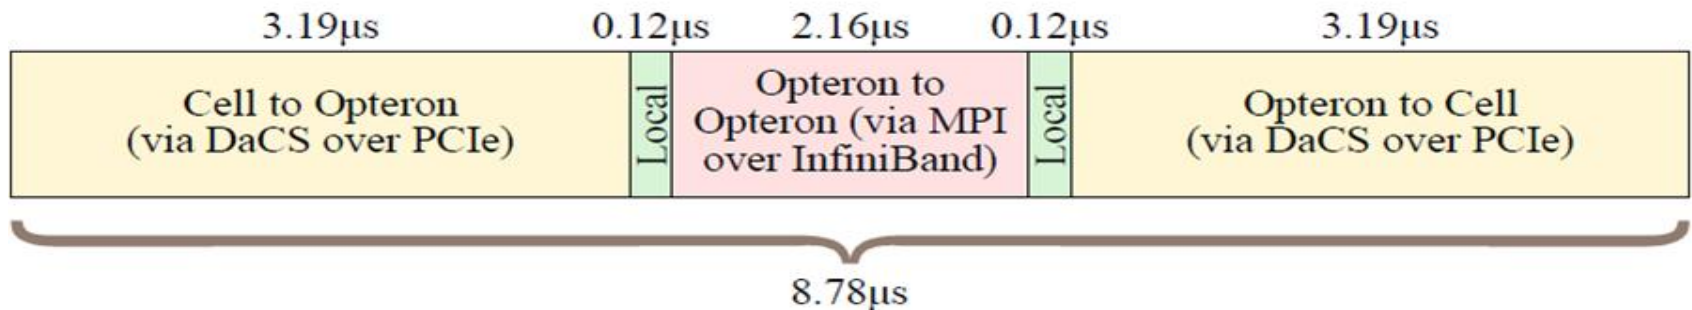 3.19μs 0.12μs 2.16μs 0.12μs 3.19μs
Cell to Opteron
(via DaCS over PCIe)
Local
Opteron to
Opteron (via MPI
over InfiniBand)
Local
Opteron to Cell
(via DaCS over PCIe)
8.78μs